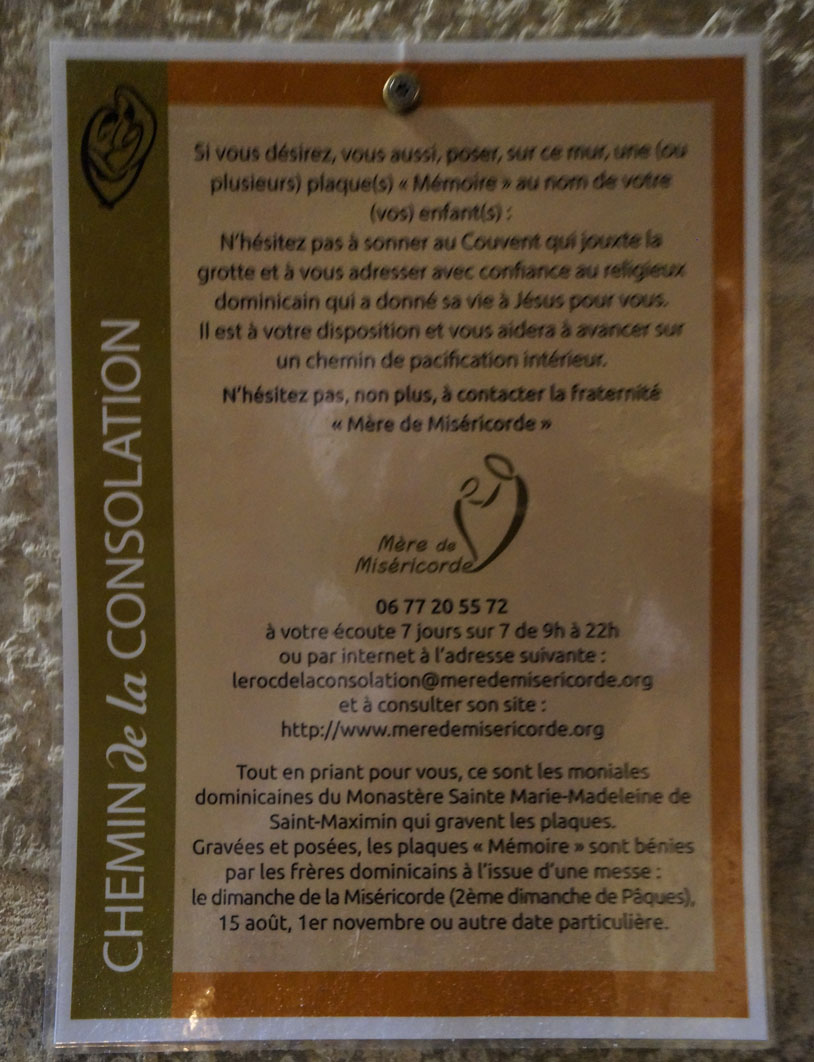 CHEMIN de la CONSOLATION
Si vous désirez, vous aussi, poser, sur ce mur, une (ou
plusieurs) plaque(s) « Mémoire » au nom de votre
(vos) enfant(s) :
N'hésitez pas à sonner au Couvent qui jouxte la
grotte et à vous adresser avec confiance au religieux
dominicain qui a donné sa vie à Jésus pour vous.
Il est à votre disposition et vous aidera à avancer sur
un chemin de pacification intérieur.
N'hésitez pas, non plus, à contacter la fraternité
« Mère de Miséricorde »
Mère de
Miséricorde
06 77 20 55 72
à votre écoute 7 jours sur 7 de 9h à 22h
ou par internet à l'adresse suivante :
lerocdelaconsolation@meredemisericorde.org
et à consulter son site :
http://www.meredemisericorde.org
Tout en priant pour vous, ce sont les moniales
dominicaines du Monastère Sainte Marie-Madeleine de
Saint-Maximin qui gravent les plaques.
Gravées et posées, les plaques « Mémoire » sont bénies
par les frères dominicains à l'issue d'une messe :
le dimanche de la Miséricorde (2ème dimanche de Pâques),
15 août, 1er novembre ou autre date particulière.